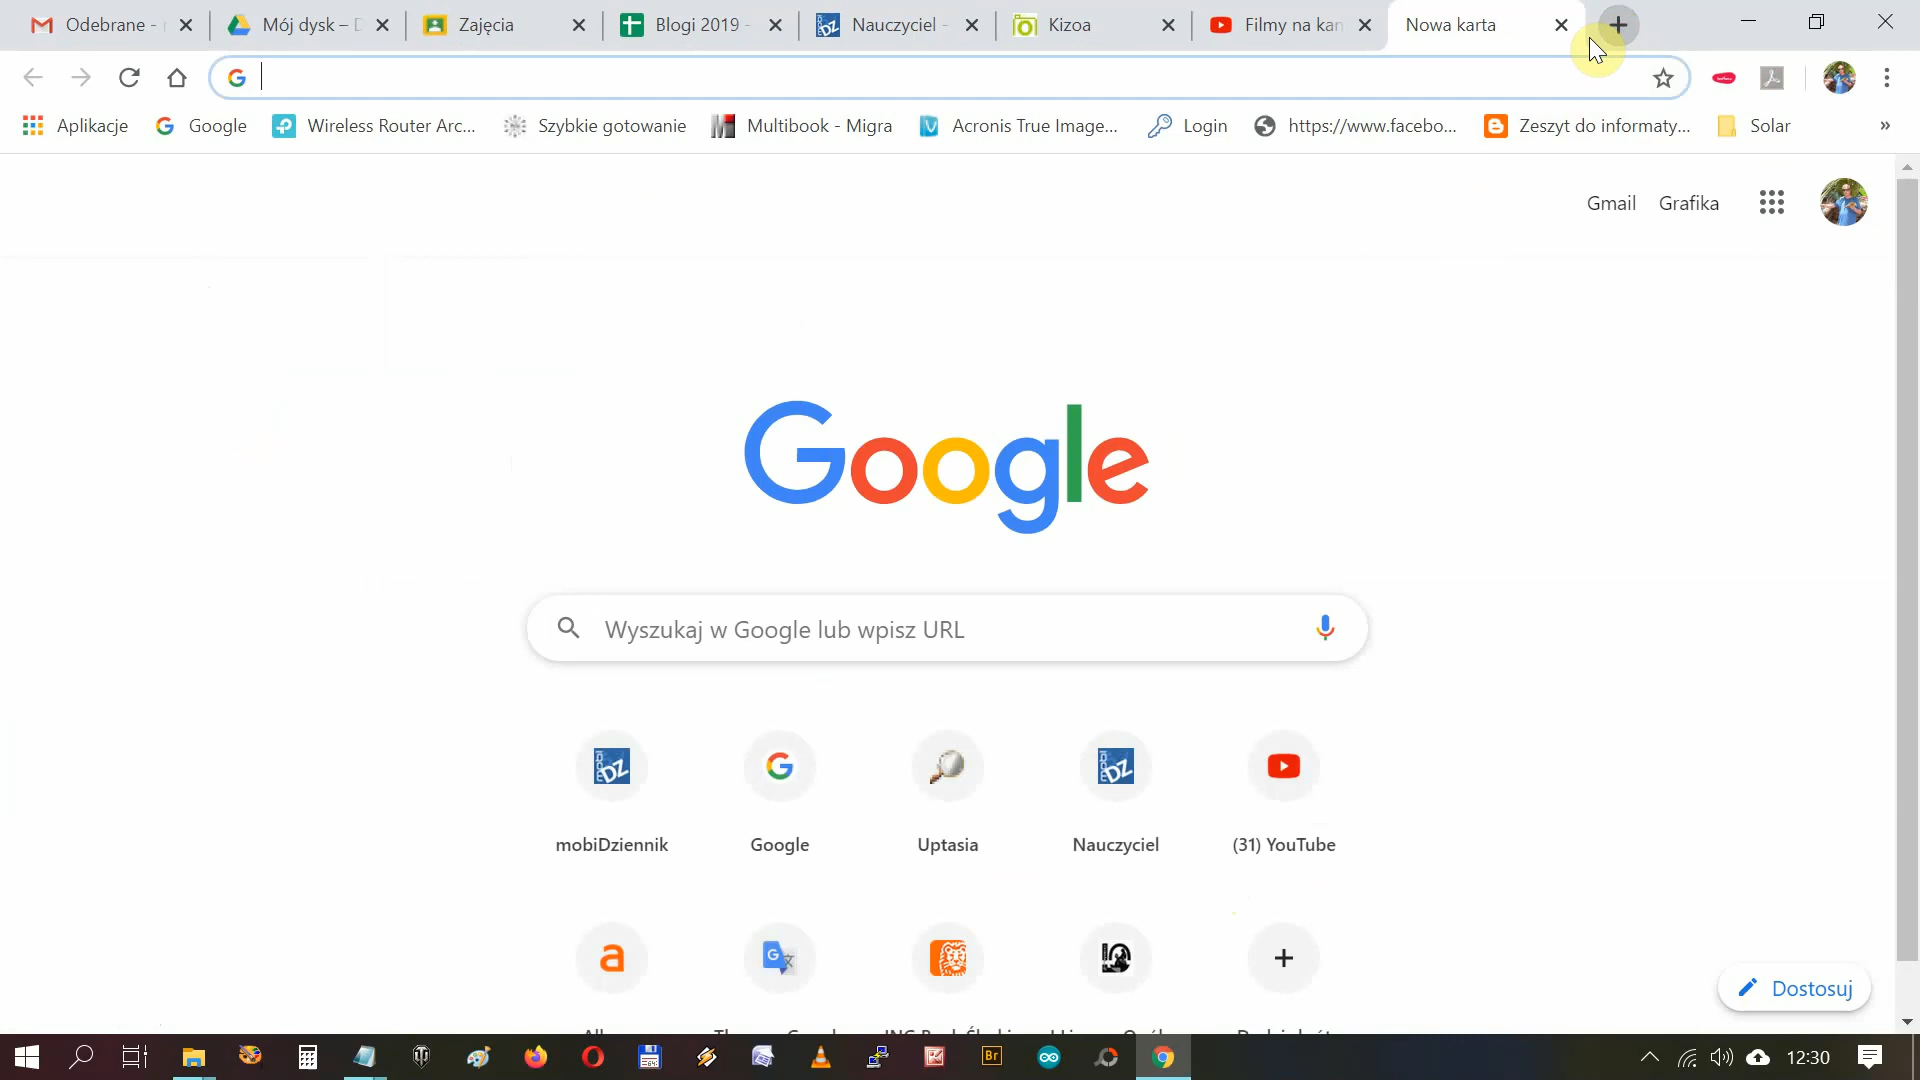 Odebrane -
Mój dysk – D
Zajęcia
Blogi 2019 -
Nauczyciel -
Kizoa
Filmy na kan
Nowa karta
Aplikacje
Google
Wireless Router Arc...
Szybkie gotowanie
Multibook - Migra
Acronis True Image...
Login
https://www.facebo...
Zeszyt do informaty...
Solar
»
Gmail
Grafika
Google
Wyszukaj w Google lub wpisz URL
mobiDziennik
Google
Uptasia
Nauczyciel
(31) YouTube
Dostosuj
12:30